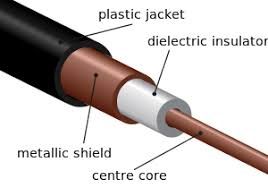 plastic jacket
dielectric insulator
metallic shield
centre core